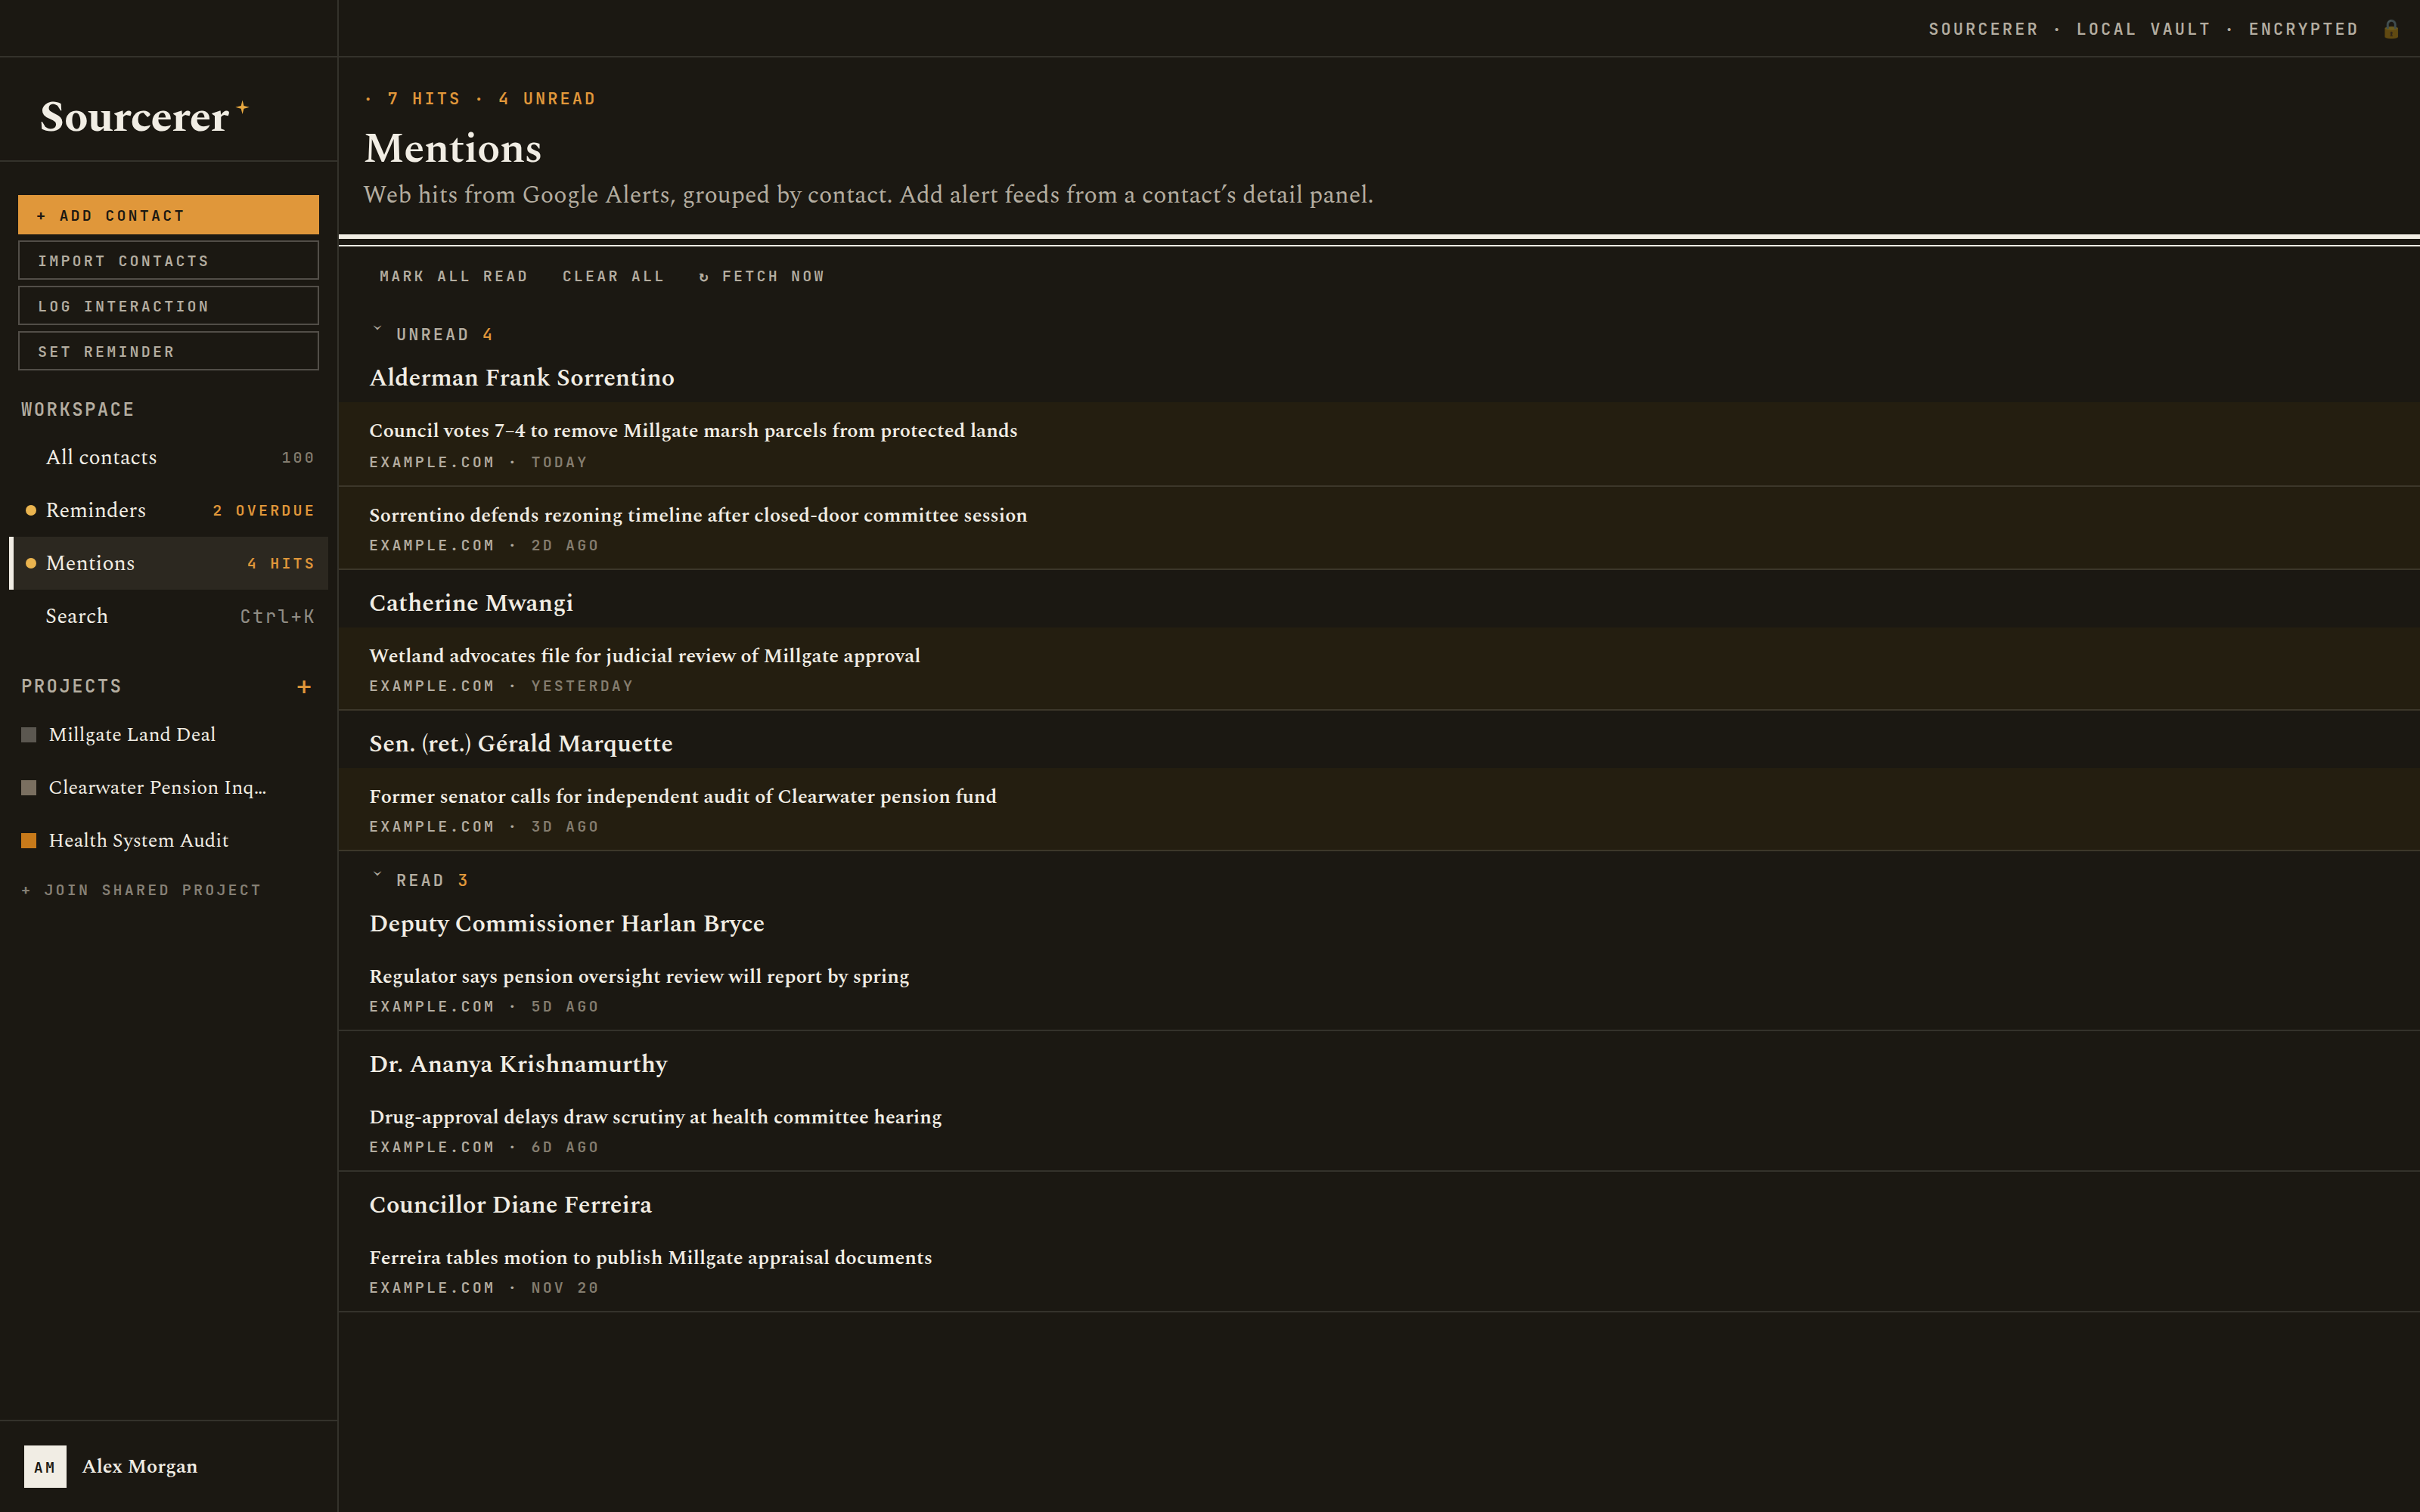 SOURCERER · LOCAL VAULT · ENCRYPTED
Sourcerer
+ ADD CONTACT
IMPORT CONTACTS
LOG INTERACTION
SET REMINDER
WORKSPACE
All contacts 100
Reminders 2 OVERDUE
Mentions 4 HITS
Search Ctrl+K
PROJECTS +
Millgate Land Deal
Clearwater Pension Inq…
Health System Audit
+ JOIN SHARED PROJECT
AM Alex Morgan
· 7 HITS · 4 UNREAD
Mentions
Web hits from Google Alerts, grouped by contact. Add alert feeds from a contact’s detail panel.
MARK ALL READ CLEAR ALL ↻ FETCH NOW
UNREAD 4
Alderman Frank Sorrentino
Council votes 7–4 to remove Millgate marsh parcels from protected lands
EXAMPLE.COM · TODAY
Sorrentino defends rezoning timeline after closed-door committee session
EXAMPLE.COM · 2D AGO
Catherine Mwangi
Wetland advocates file for judicial review of Millgate approval
EXAMPLE.COM · YESTERDAY
Sen. (ret.) Gérald Marquette
Former senator calls for independent audit of Clearwater pension fund
EXAMPLE.COM · 3D AGO
READ 3
Deputy Commissioner Harlan Bryce
Regulator says pension oversight review will report by spring
EXAMPLE.COM · 5D AGO
Dr. Ananya Krishnamurthy
Drug-approval delays draw scrutiny at health committee hearing
EXAMPLE.COM · 6D AGO
Councillor Diane Ferreira
Ferreira tables motion to publish Millgate appraisal documents
EXAMPLE.COM · NOV 20